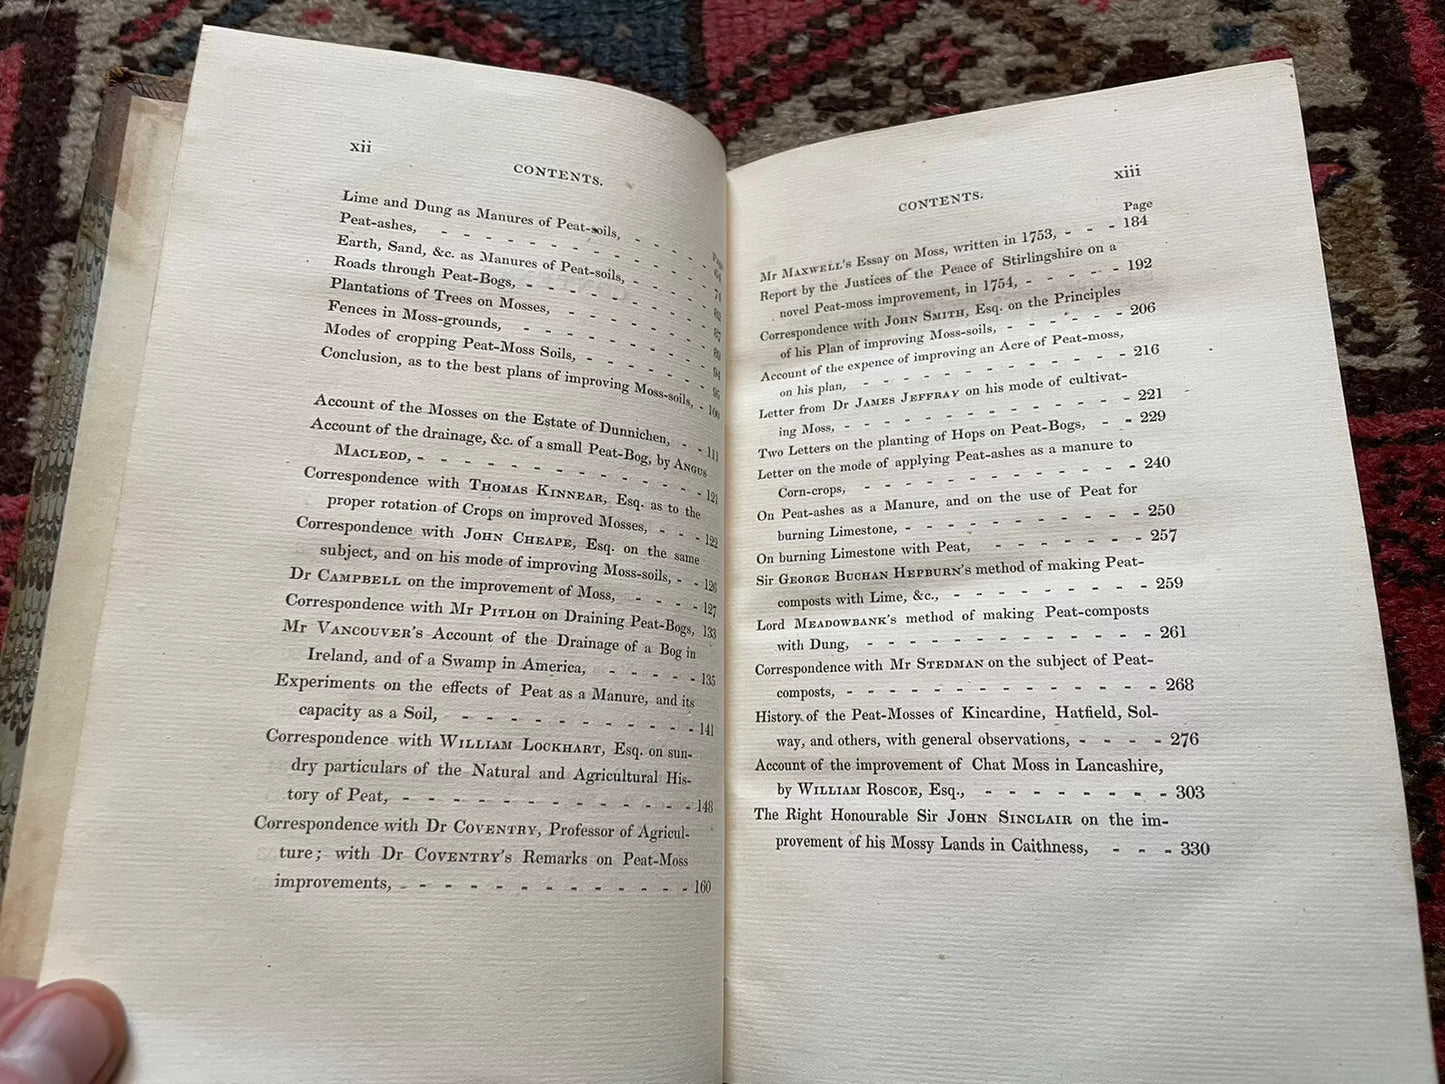 xii
CONTENTS.
Page
Lime and Dung as Manures of Peat-soils, - - - - 64
Peat-ashes, - - - - - - - - - - 74
Earth, Sand, &c. as Manures of Peat-soils, - - - - 82
Roads through Peat-Bogs, - - - - - - - 87
Plantations of Trees on Mosses, - - - - - - 89
Fences in Moss-grounds, - - - - - - - 94
Modes of cropping Peat-Moss Soils, - - - - - 95
Conclusion, as to the best plans of improving Moss-soils, - 100
Account of the Mosses on the Estate of Dunnichen, - - 111
Account of the drainage, &c. of a small Peat-Bog, by ANGUS
MACLEOD, - - - - - - - - - - - 121
Correspondence with THOMAS KINNEAR, Esq. as to the
proper rotation of Crops on improved Mosses, - - - 122
Correspondence with JOHN CHEAPE, Esq. on the same
subject, and on his mode of improving Moss-soils, - - 126
Dr CAMPBELL on the improvement of Moss, - - - - 127
Correspondence with Mr PITLOH on Draining Peat-Bogs, 133
Mr VANCOUVER'S Account of the Drainage of a Bog in
Ireland, and of a Swamp in America, - - - - - 135
Experiments on the effects of Peat as a Manure, and its
capacity as a Soil, - - - - - - - - - - 141
Correspondence with WILLIAM LOCKHART, Esq. on sun-
dry particulars of the Natural and Agricultural His-
tory of Peat, - - - - - - - - - - - - 148
Correspondence with Dr COVENTRY, Professor of Agricul-
ture; with Dr COVENTRY'S Remarks on Peat-Moss
improvements, - - - - - - - - - - - - 160
xiii
CONTENTS.
Page
Mr MAXWELL'S Essay on Moss, written in 1753, - - - 184
Report by the Justices of the Peace of Stirlingshire on a
novel Peat-moss improvement, in 1754, - - - - - 192
Correspondence with JOHN SMITH, Esq. on the Principles
of his Plan of improving Moss-soils, - - - - - - 206
Account of the expence of improving an Acre of Peat-moss,
on his plan, - - - - - - - - - - - - 216
Letter from Dr JAMES JEFFRAY on his mode of cultivat-
ing Moss, - - - - - - - - - - - - 221
Two Letters on the planting of Hops on Peat-Bogs, - - 229
Letter on the mode of applying Peat-ashes as a manure to
Corn-crops, - - - - - - - - - - - - 240
On Peat-ashes as a Manure, and on the use of Peat for
burning Limestone, - - - - - - - - - - 250
On burning Limestone with Peat, - - - - - - - 257
Sir GEORGE BUCHAN HEPBURN'S method of making Peat-
composts with Lime, &c., - - - - - - - - 259
Lord MEADOWBANK'S method of making Peat-composts
with Dung, - - - - - - - - - - - - 261
Correspondence with Mr STEDMAN on the subject of Peat-
composts, - - - - - - - - - - - - 268
History of the Peat-Mosses of Kincardine, Hatfield, Sol-
way, and others, with general observations, - - - - 276
Account of the improvement of Chat Moss in Lancashire,
by WILLIAM ROSCOE, Esq., - - - - - - - - 303
The Right Honourable Sir JOHN SINCLAIR on the im-
provement of his Mossy Lands in Caithness, - - - 330